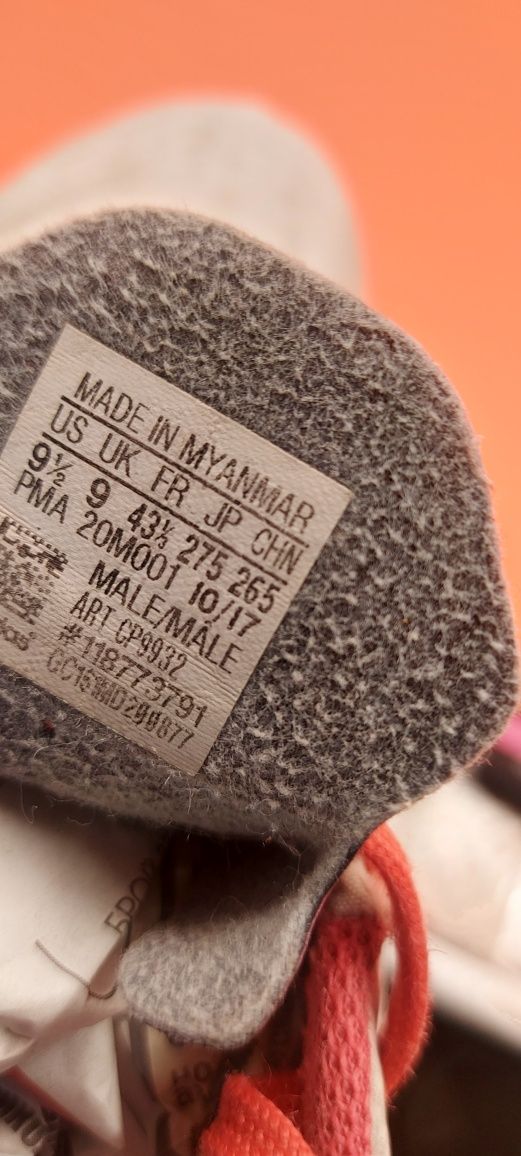 MADE IN MYANMAR
US UK FR JP CHN
9½ 9 43⅓ 275 265
PMA 20M001 10/17
MALE/MÂLE
ART CP9932
#118773791